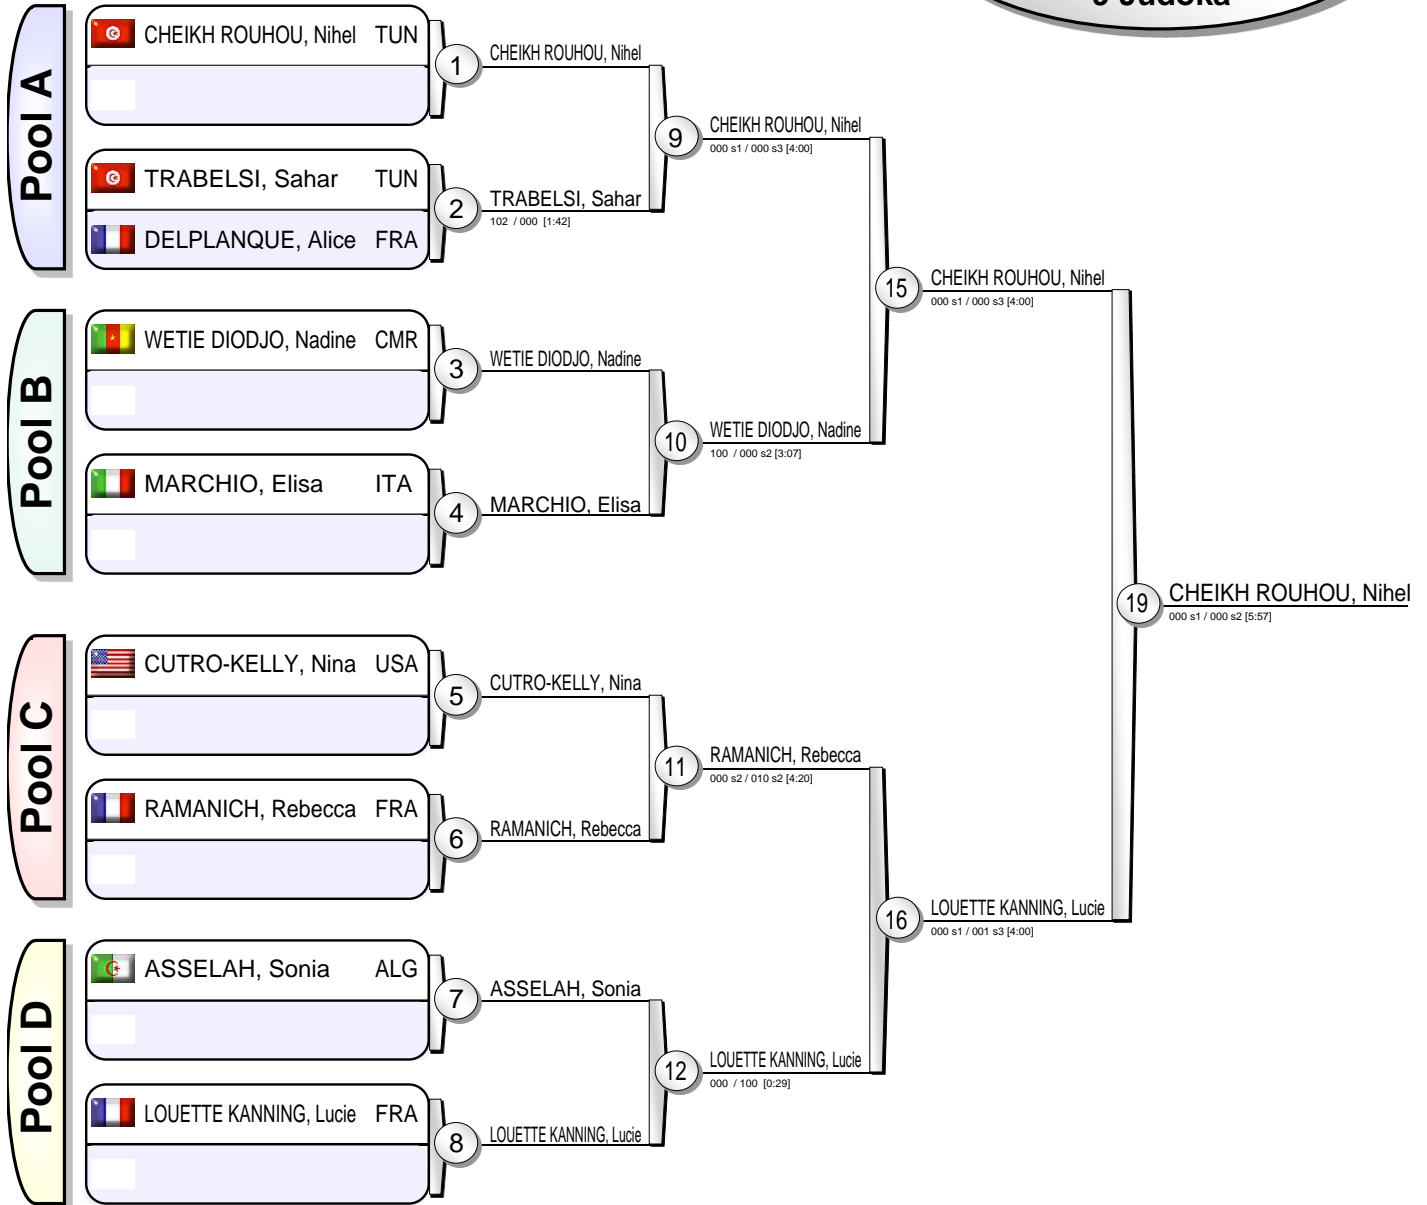 9 Judoka
Pool A
CHEIKH ROUHOU, Nihel TUN
TRABELSI, Sahar TUN
DELPLANQUE, Alice FRA
1
CHEIKH ROUHOU, Nihel
2
TRABELSI, Sahar
102 / 000 [1:42]
9
CHEIKH ROUHOU, Nihel
000 s1 / 000 s3 [4:00]
Pool B
WETIE DIODJO, Nadine CMR
MARCHIO, Elisa ITA
3
WETIE DIODJO, Nadine
4
MARCHIO, Elisa
10
WETIE DIODJO, Nadine
100 / 000 s2 [3:07]
15
CHEIKH ROUHOU, Nihel
000 s1 / 000 s3 [4:00]
Pool C
CUTRO-KELLY, Nina USA
RAMANICH, Rebecca FRA
5
CUTRO-KELLY, Nina
6
RAMANICH, Rebecca
11
RAMANICH, Rebecca
000 s2 / 010 s2 [4:20]
Pool D
ASSELAH, Sonia ALG
LOUETTE KANNING, Lucie FRA
7
ASSELAH, Sonia
8
LOUETTE KANNING, Lucie
12
LOUETTE KANNING, Lucie
000 / 100 [0:29]
16
LOUETTE KANNING, Lucie
000 s1 / 001 s3 [4:00]
19
CHEIKH ROUHOU, Nihel
000 s1 / 000 s2 [5:57]